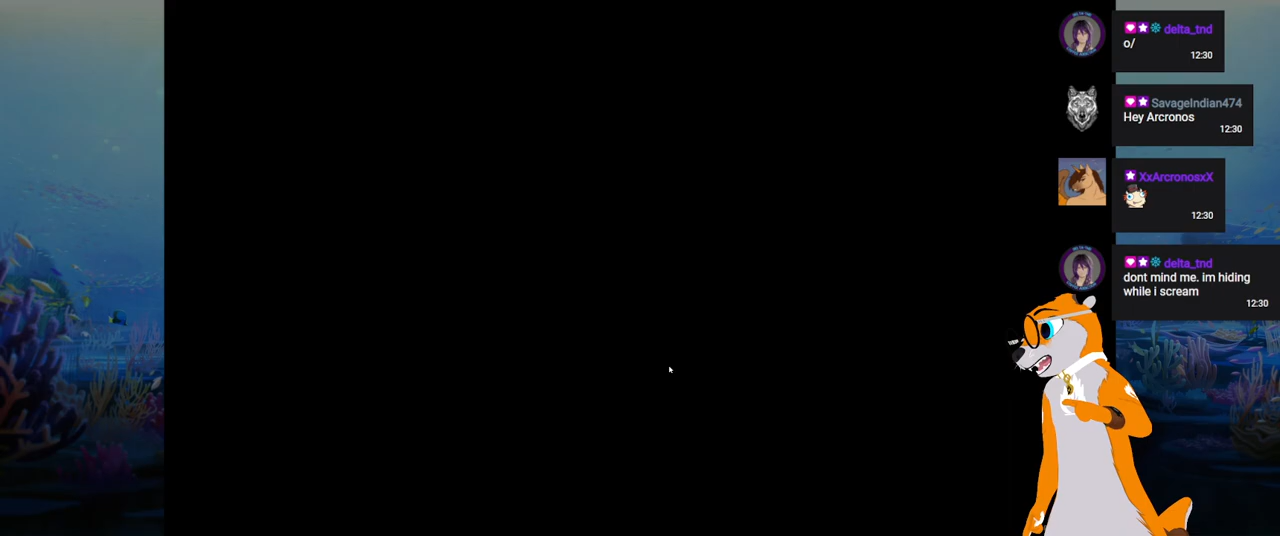 delta_tnd
o/
12:30
SavageIndian474
Hey Arcronos
12:30
XxArcronosxX
12:30
delta_tnd
dont mind me. im hiding
while i scream
12:30